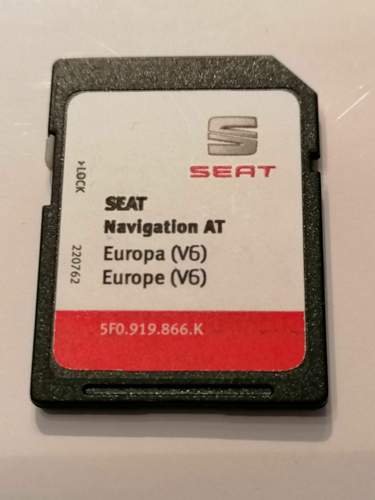 SEAT
SEAT
Navigation AT
Europa (V6)
Europe (V6)
5F0.919.866.K
>LOCK
220762